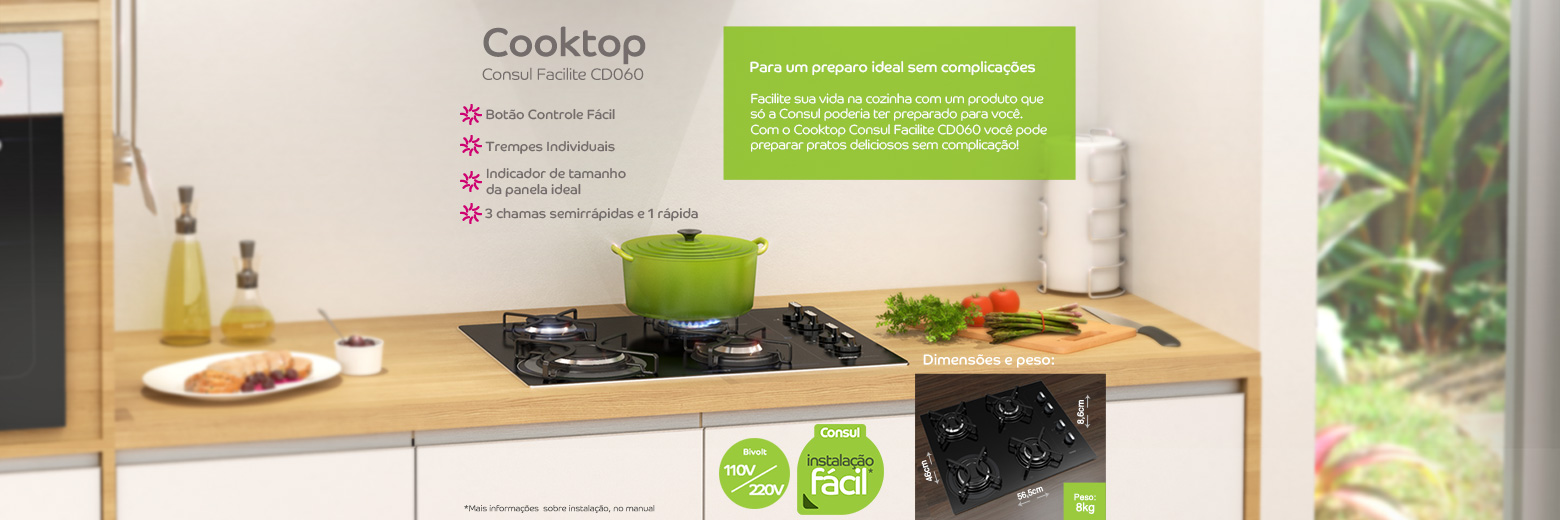 Cooktop
Consul Facilite CD060
Botão Controle Fácil
Trempes Individuais
Indicador de tamanho
da panela ideal
3 chamas semirrápidas e 1 rápida
Para um preparo ideal sem complicações
Facilite sua vida na cozinha com um produto que
só a Consul poderia ter preparado para você.
Com o Cooktop Consul Facilite CD060 você pode
preparar pratos deliciosos sem complicação!
Dimensões e peso:
8,6cm
46cm
56,5cm
Peso:
8kg
Bivolt
110V
220V
Consul
instalação*
fácil
*Mais informações sobre instalação, no manual